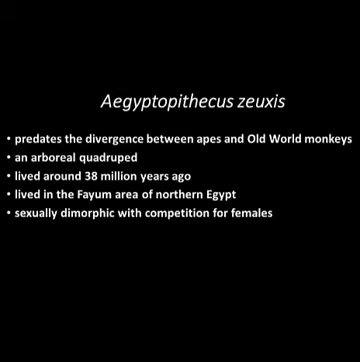 Aegyptopithecus zeuxis
• predates the divergence between apes and Old World monkeys
• an arboreal quadruped
• lived around 38 million years ago
• lived in the Fayum area of northern Egypt
• sexually dimorphic with competition for females